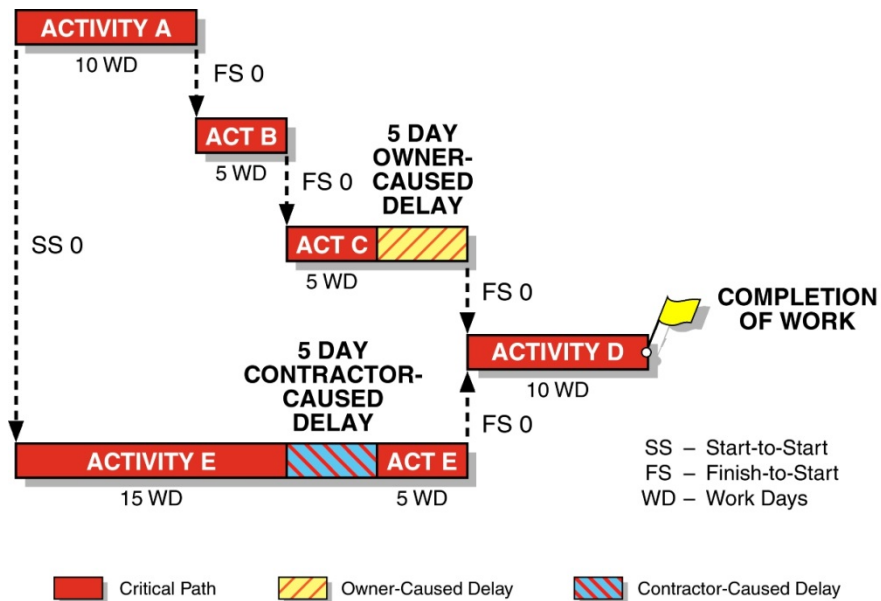 ACTIVITY A
10 WD
FS 0
ACT B
5 WD
FS 0
5 DAY
OWNER-
CAUSED
DELAY
SS 0
ACT C
5 WD
FS 0
COMPLETION
OF WORK
ACTIVITY D
10 WD
5 DAY
CONTRACTOR-
CAUSED
DELAY
FS 0
ACTIVITY E
ACT E
15 WD
5 WD
SS – Start-to-Start
FS – Finish-to-Start
WD – Work Days
Critical Path
Owner-Caused Delay
Contractor-Caused Delay